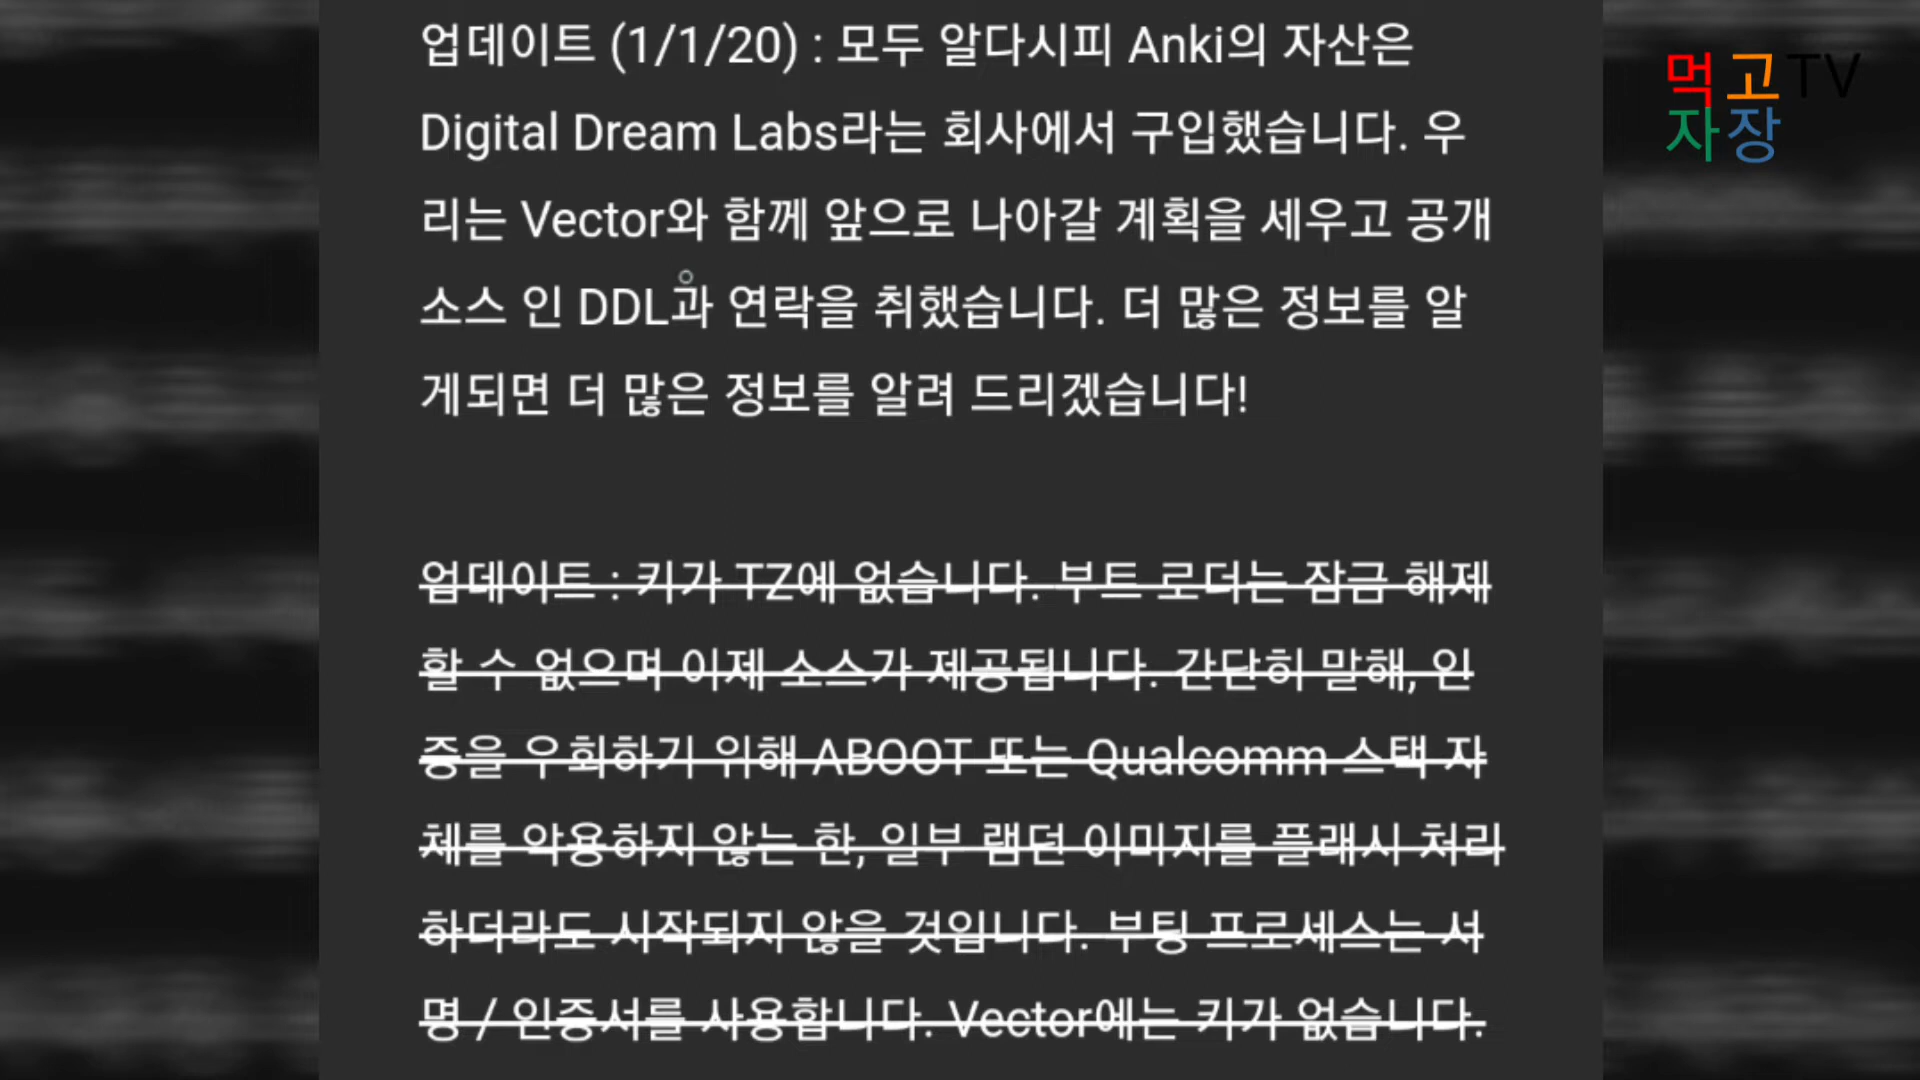 업데이트 (1/1/20) : 모두 알다시피 Anki의 자산은
Digital Dream Labs라는 회사에서 구입했습니다. 우
리는 Vector와 함께 앞으로 나아갈 계획을 세우고 공개
소스 인 DDL과 연락을 취했습니다. 더 많은 정보를 알
게되면 더 많은 정보를 알려 드리겠습니다!
업데이트 : 키가 TZ에 없습니다. 부트 로더는 잠금 해제
할 수 없으며 이제 소스가 제공됩니다. 간단히 말해, 인
증을 우회하기 위해 ABOOT 또는 Qualcomm 스택 자
체를 악용하지 않는 한, 일부 램던 이미지를 플래시 처리
하더라도 시작되지 않을 것입니다. 부팅 프로세스는 서
명 / 인증서를 사용합니다. Vector에는 키가 없습니다.
먹고TV
자장